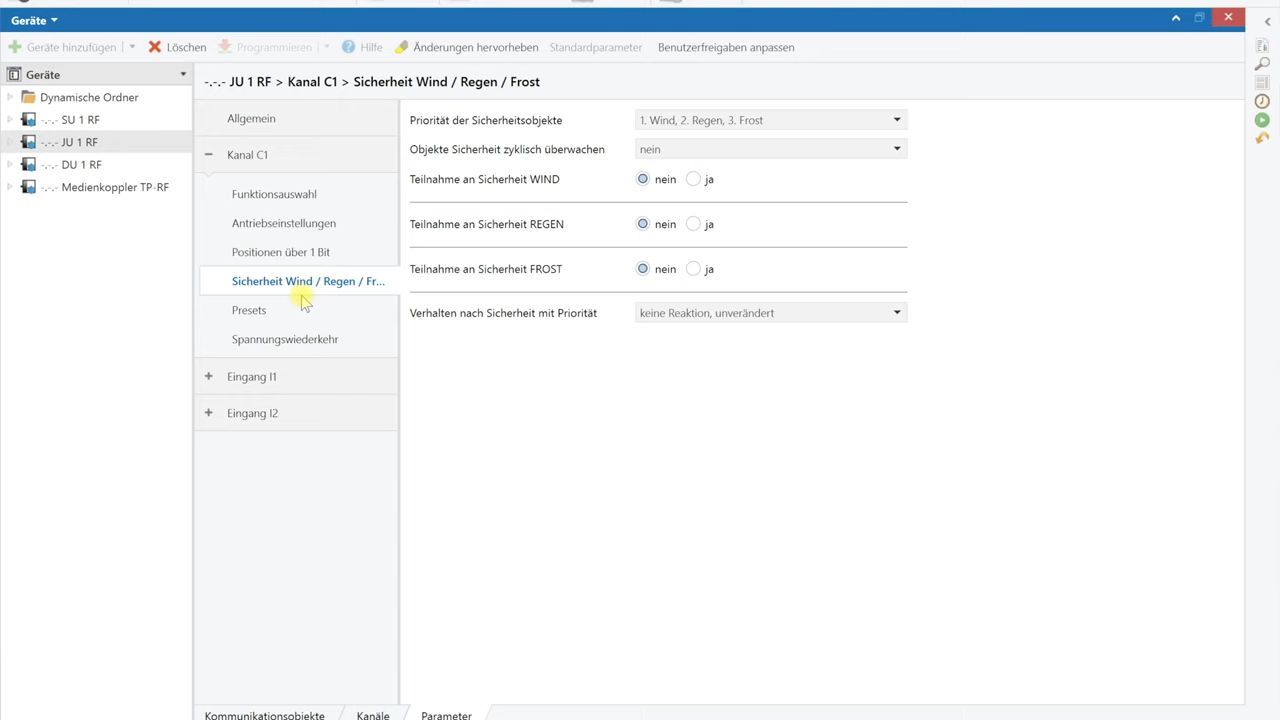 Geräte
Geräte hinzufügen Löschen Programmieren Hilfe Änderungen hervorheben Standardparameter Benutzerfreigaben anpassen
Geräte
Dynamische Ordner
-.-.- SU 1 RF
-.-.- JU 1 RF
-.-.- DU 1 RF
-.-.- Medienkoppler TP-RF
-.-.- JU 1 RF > Kanal C1 > Sicherheit Wind / Regen / Frost
Allgemein
Kanal C1
Funktionsauswahl
Antriebseinstellungen
Positionen über 1 Bit
Sicherheit Wind / Regen / Fr...
Presets
Spannungswiederkehr
Eingang I1
Eingang I2
Priorität der Sicherheitsobjekte 1. Wind, 2. Regen, 3. Frost
Objekte Sicherheit zyklisch überwachen nein
Teilnahme an Sicherheit WIND nein ja
Teilnahme an Sicherheit REGEN nein ja
Teilnahme an Sicherheit FROST nein ja
Verhalten nach Sicherheit mit Priorität keine Reaktion, unverändert
Kommunikationsobjekte Kanäle Parameter